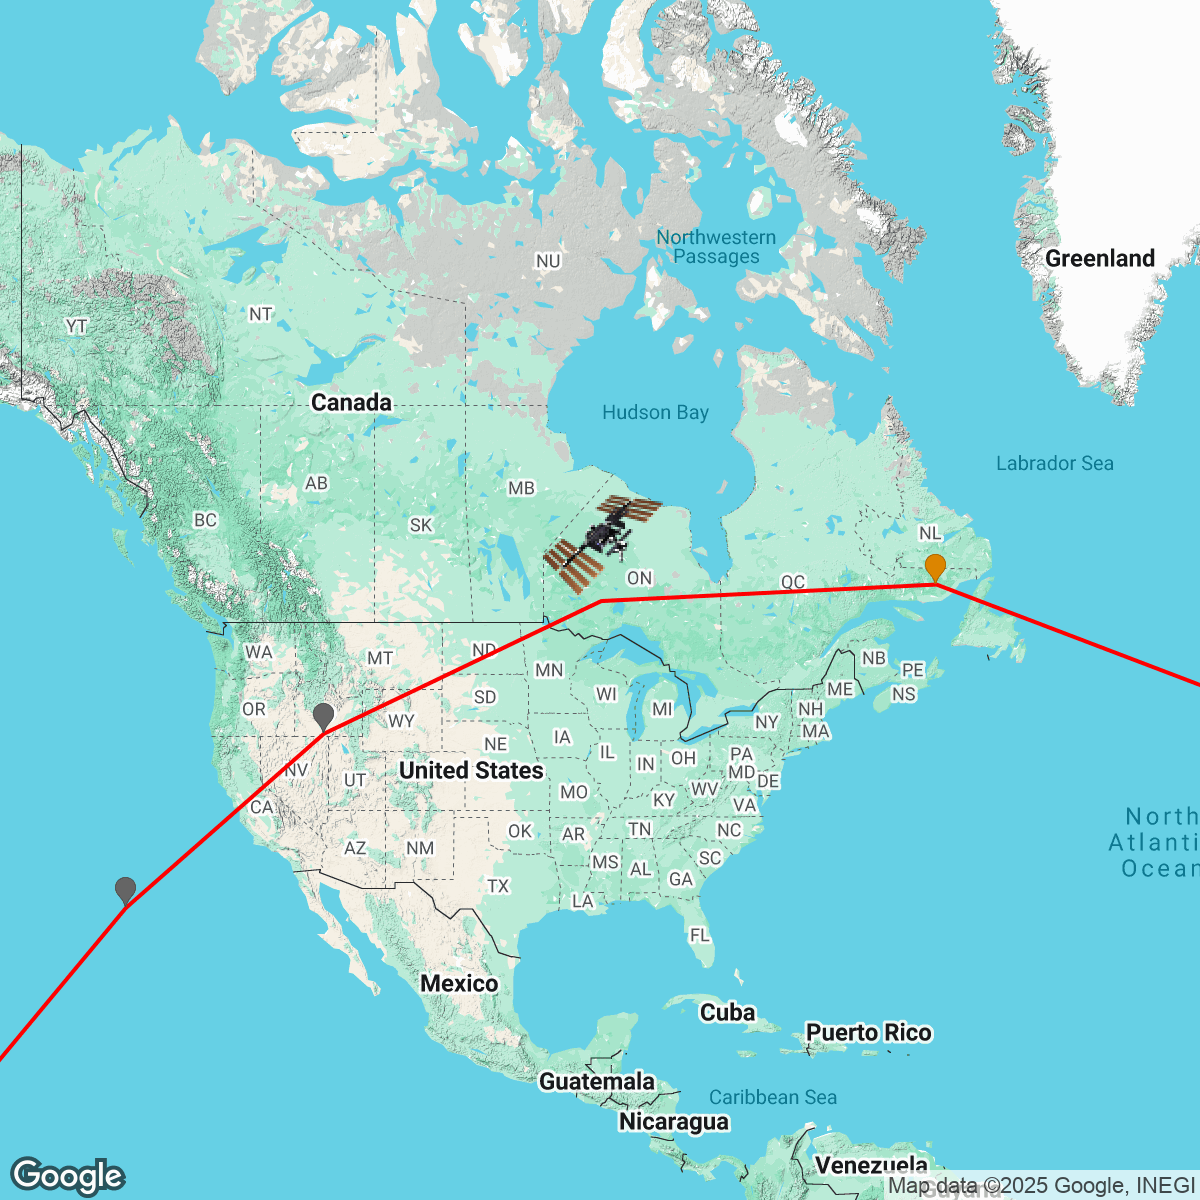 Northwestern
Passages
NU
Greenland
NT
YT
Canada
Hudson Bay
Labrador Sea
AB
MB
BC
SK
NL
ON
QC
WA
MT
ND
NB
PE
MN
SD
WI
ME
NS
OR
WY
MI
NH
NY
MA
IA
NE
IL
OH
PA
IN
NV
UT
United States
MD
DE
MO
WV
KY
VA
CA
North
Atlanti
Ocean
OK
AR
TN
NC
AZ
NM
MS
AL
SC
GA
TX
LA
FL
Mexico
Cuba
Puerto Rico
Guatemala
Caribbean Sea
Nicaragua
Venezuela
Google
Map data ©2025 Google, INEGI
Guyana